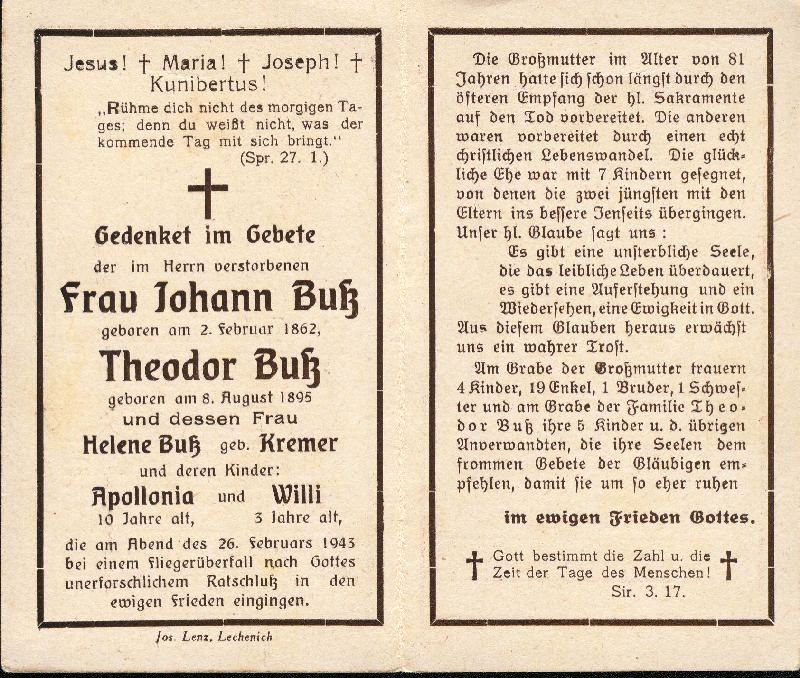 Jesus! † Maria! † Joseph! †
Kunibertus!
„Rühme dich nicht des morgigen Ta-
ges; denn du weißt nicht, was der
kommende Tag mit sich bringt.“
(Spr. 27. 1.)
Gedenket im Gebete
der im Herrn verstorbenen
Frau Johann Buß
geboren am 2. Februar 1862,
Theodor Buß
geboren am 8. August 1895
und dessen Frau
Helene Buß geb. Kremer
und deren Kinder:
Apollonia und Willi
10 Jahre alt, 3 Jahre alt,
die am Abend des 26. Februars 1943
bei einem Fliegerüberfall nach Gottes
unerforschlichem Ratschluß in den
ewigen Frieden eingingen.
Jos. Lenz, Lechenich
Die Großmutter im Alter von 81
Jahren hatte sich schon längst durch den
öfteren Empfang der hl. Sakramente
auf den Tod vorbereitet. Die anderen
waren vorbereitet durch einen echt
christlichen Lebenswandel. Die glück-
liche Ehe war mit 7 Kindern gesegnet,
von denen die zwei jüngsten mit den
Eltern ins bessere Jenseits übergingen.
Unser hl. Glaube sagt uns:
Es gibt eine unsterbliche Seele,
die das leibliche Leben überdauert,
es gibt eine Auferstehung und ein
Wiedersehen, eine Ewigkeit in Gott.
Aus diesem Glauben heraus erwächst
uns ein wahrer Trost.
Am Grabe der Großmutter trauern
4 Kinder, 19 Enkel, 1 Bruder, 1 Schwes-
ter und am Grabe der Familie Theo-
dor Buß ihre 5 Kinder u. d. übrigen
Anverwandten, die ihre Seelen dem
frommen Gebete der Gläubigen em-
pfehlen, damit sie um so eher ruhen
im ewigen Frieden Gottes.
† Gott bestimmt die Zahl u. die †
Zeit der Tage des Menschen!
Sir. 3. 17.